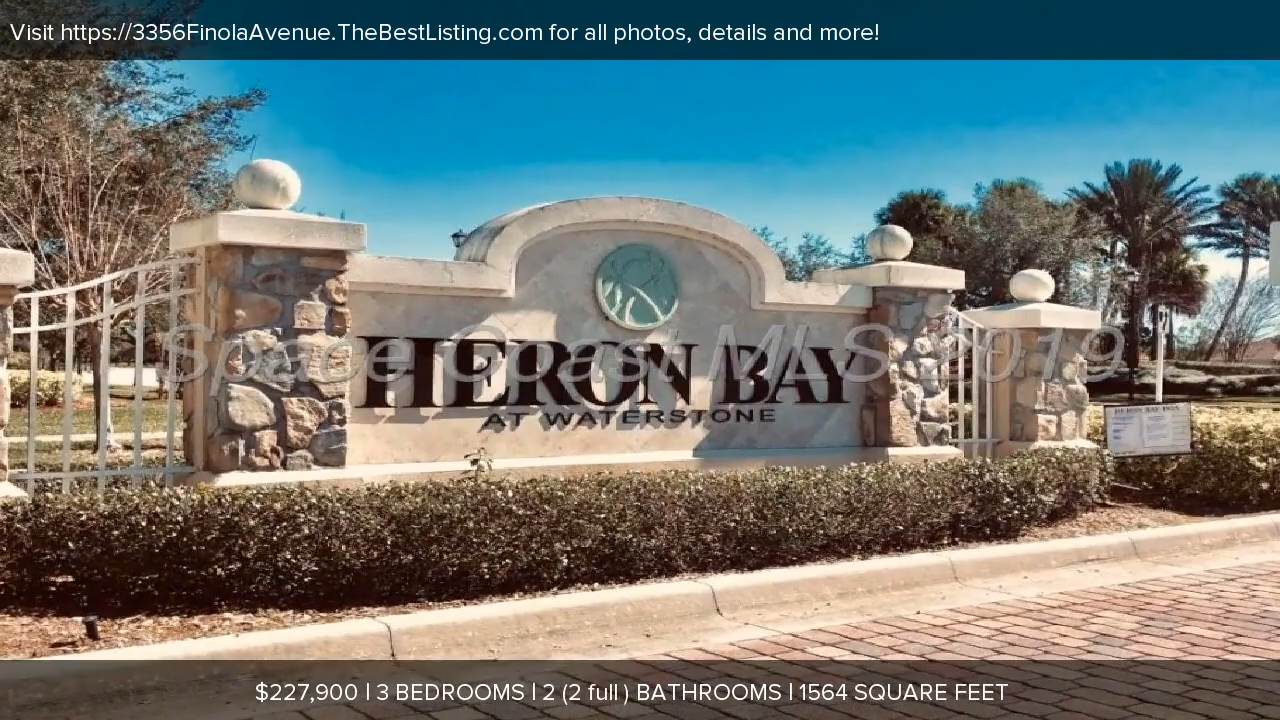 Visit https://3356FinolaAvenue.TheBestListing.com for all photos, details and more!
Space Coast MLS 2019
HERON BAY
AT WATERSTONE
$227,900 | 3 BEDROOMS | 2 (2 full ) BATHROOMS | 1564 SQUARE FEET